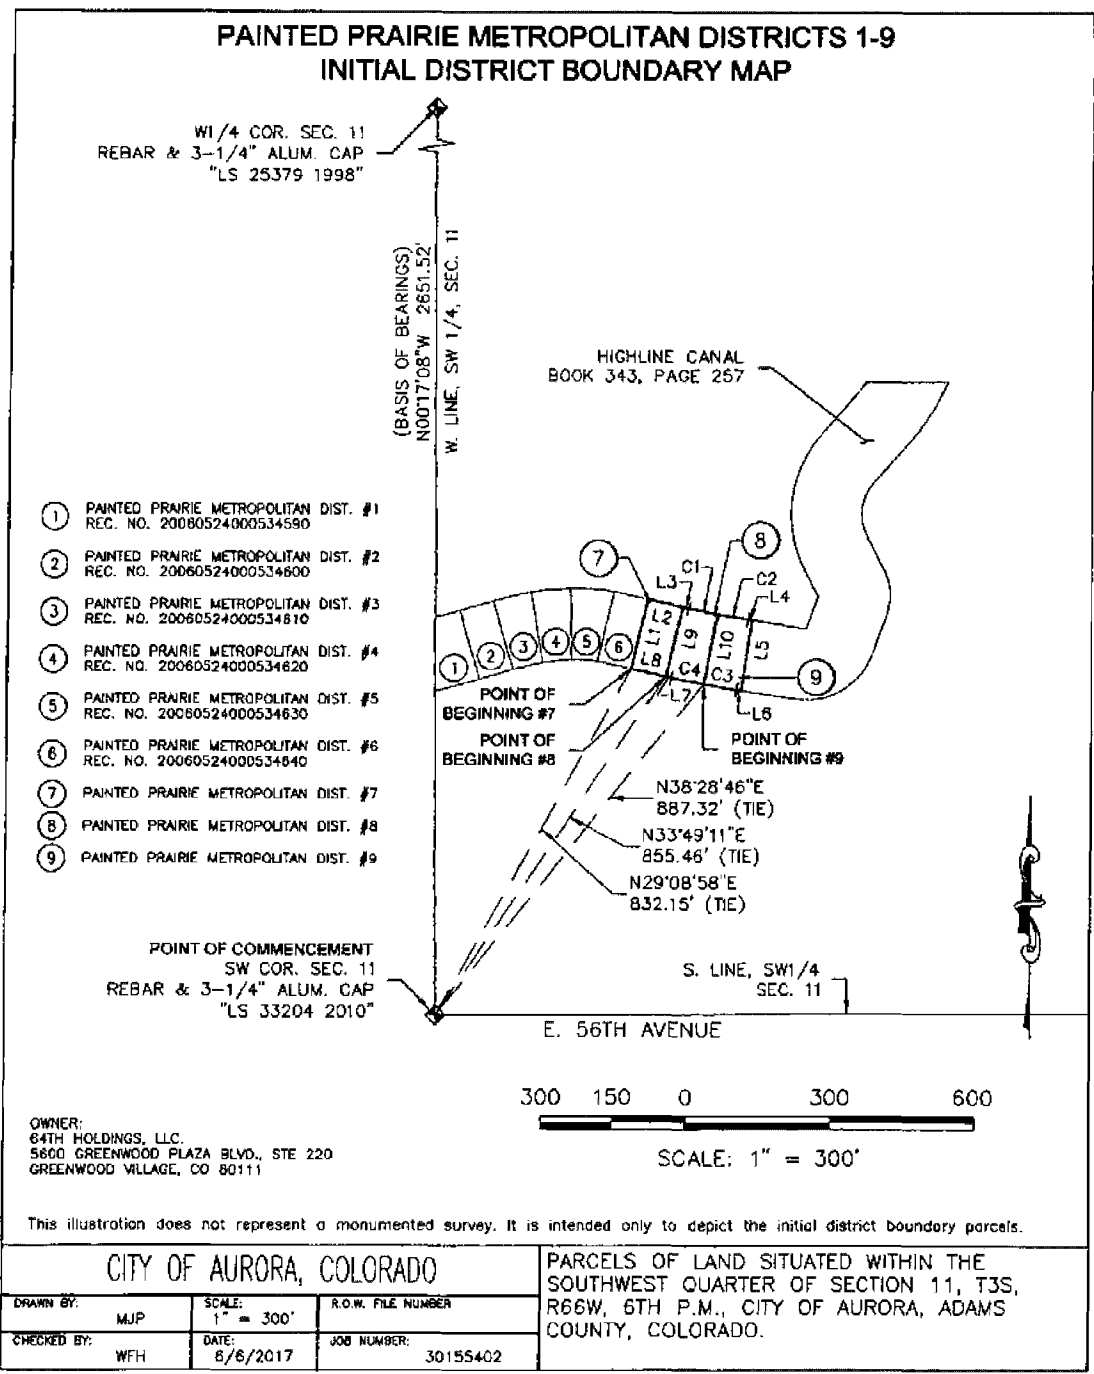 PAINTED PRAIRIE METROPOLITAN DISTRICTS 1-9
INITIAL DISTRICT BOUNDARY MAP
W1/4 COR. SEC. 11
REBAR & 3-1/4" ALUM. CAP
"LS 25379 1998"
(BASIS OF BEARINGS)
N00°17'08"W 2651.52'
W. LINE, SW 1/4, SEC. 11
HIGHLINE CANAL
BOOK 343, PAGE 257
1 PAINTED PRAIRIE METROPOLITAN DIST. #1
REC. NO. 20060524000534590
2 PAINTED PRAIRIE METROPOLITAN DIST. #2
REC. NO. 20060524000534600
3 PAINTED PRAIRIE METROPOLITAN DIST. #3
REC. NO. 20060524000534610
4 PAINTED PRAIRIE METROPOLITAN DIST. #4
REC. NO. 20060524000534620
5 PAINTED PRAIRIE METROPOLITAN DIST. #5
REC. NO. 20060524000534630
6 PAINTED PRAIRIE METROPOLITAN DIST. #6
REC. NO. 20060524000534640
7 PAINTED PRAIRIE METROPOLITAN DIST. #7
8 PAINTED PRAIRIE METROPOLITAN DIST. #8
9 PAINTED PRAIRIE METROPOLITAN DIST. #9
7
8
C1
L3
C2
L4
L2
L1
L9
L10
L5
1
2
3
4
5
6
L8
C4
C3
9
L7
L6
POINT OF
BEGINNING #7
POINT OF
BEGINNING #8
POINT OF
BEGINNING #9
N38°28'46"E
887.32' (TIE)
N33°49'11"E
855.46' (TIE)
N29°08'58"E
832.15' (TIE)
POINT OF COMMENCEMENT
SW COR. SEC. 11
REBAR & 3-1/4" ALUM. CAP
"LS 33204 2010"
S. LINE, SW1/4
SEC. 11
E. 56TH AVENUE
300 150 0 300 600
SCALE: 1" = 300'
OWNER:
64TH HOLDINGS, LLC.
5600 GREENWOOD PLAZA BLVD., STE 220
GREENWOOD VILLAGE, CO 80111
This illustration does not represent a monumented survey. It is intended only to depict the initial district boundary parcels.
CITY OF AURORA, COLORADO
DRAWN BY:
MJP
SCALE:
1" = 300'
R.O.W. FILE NUMBER
CHECKED BY:
WFH
DATE:
6/6/2017
JOB NUMBER:
30155402
PARCELS OF LAND SITUATED WITHIN THE
SOUTHWEST QUARTER OF SECTION 11, T3S,
R66W, 6TH P.M., CITY OF AURORA, ADAMS
COUNTY, COLORADO.